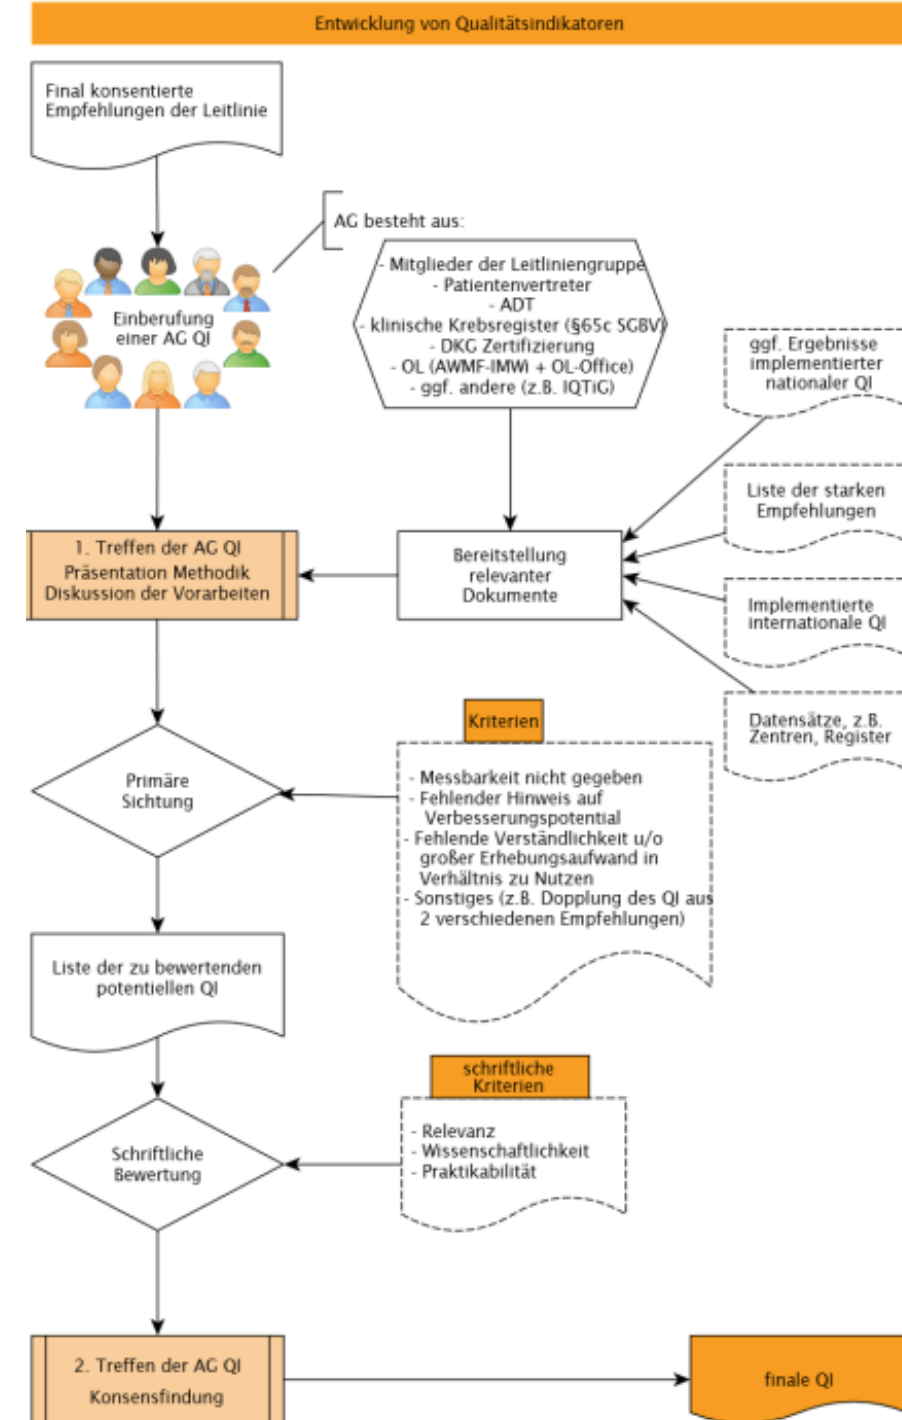 Entwicklung von Qualitätsindikatoren
Final konsentierte
Empfehlungen der Leitlinie
AG besteht aus:
- Mitglieder der Leitliniengruppe
- Patientenvertreter
- ADT
- klinische Krebsregister (§65c SGBV)
- DKG Zertifizierung
- OL (AWMF-IMWi + OL-Office)
- ggf. andere (z.B. IQTiG)
Einberufung
einer AG QI
ggf. Ergebnisse
implementierter
nationaler QI
Liste der starken
Empfehlungen
Implementierte
internationale QI
Datensätze, z.B.
Zentren, Register
Bereitstellung
relevanter
Dokumente
1. Treffen der AG QI
Präsentation Methodik
Diskussion der Vorarbeiten
Primäre
Sichtung
Kriterien
- Messbarkeit nicht gegeben
- Fehlender Hinweis auf
Verbesserungspotential
- Fehlende Verständlichkeit u/o
großer Erhebungsaufwand in
Verhältnis zu Nutzen
- Sonstiges (z.B. Dopplung des QI aus
2 verschiedenen Empfehlungen)
Liste der zu bewertenden
potentiellen QI
schriftliche
Kriterien
- Relevanz
- Wissenschaftlichkeit
- Praktikabilität
Schriftliche
Bewertung
2. Treffen der AG QI
Konsensfindung
finale QI